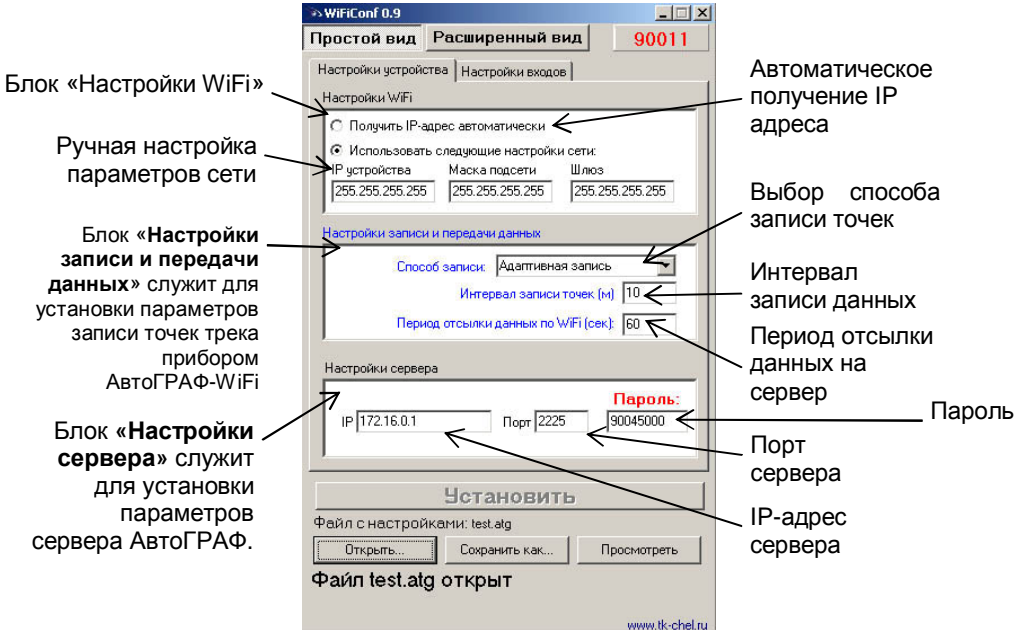 WiFiConf 0.9
Простой вид
Расширенный вид
90011
Настройки устройства
Настройки входов
Настройки WiFi
Получить IP-адрес автоматически
Использовать следующие настройки сети:
IP устройства
Маска подсети
Шлюз
255.255.255.255
255.255.255.255
255.255.255.255
Настройки записи и передачи данных
Способ записи:
Адаптивная запись
Интервал записи точек (м)
10
Период отсылки данных по WiFi (сек):
60
Настройки сервера
Пароль:
IP
172.16.0.1
Порт
2225
90045000
Установить
Файл с настройками: test.atg
Открыть...
Сохранить как...
Просмотреть
Файл test.atg открыт
www.tk-chel.ru
Блок «Настройки WiFi»
Ручная настройка
параметров сети
Блок «Настройки
записи и передачи
данных» служит для
установки параметров
записи точек трека
прибором
АвтоГРАФ-WiFi
Блок «Настройки
сервера» служит
для установки
параметров
сервера АвтоГРАФ.
Автоматическое
получение IP
адреса
Выбор способа
записи точек
Интервал
записи данных
Период отсылки
данных на
сервер
Пароль
Порт
сервера
IP-адрес
сервера